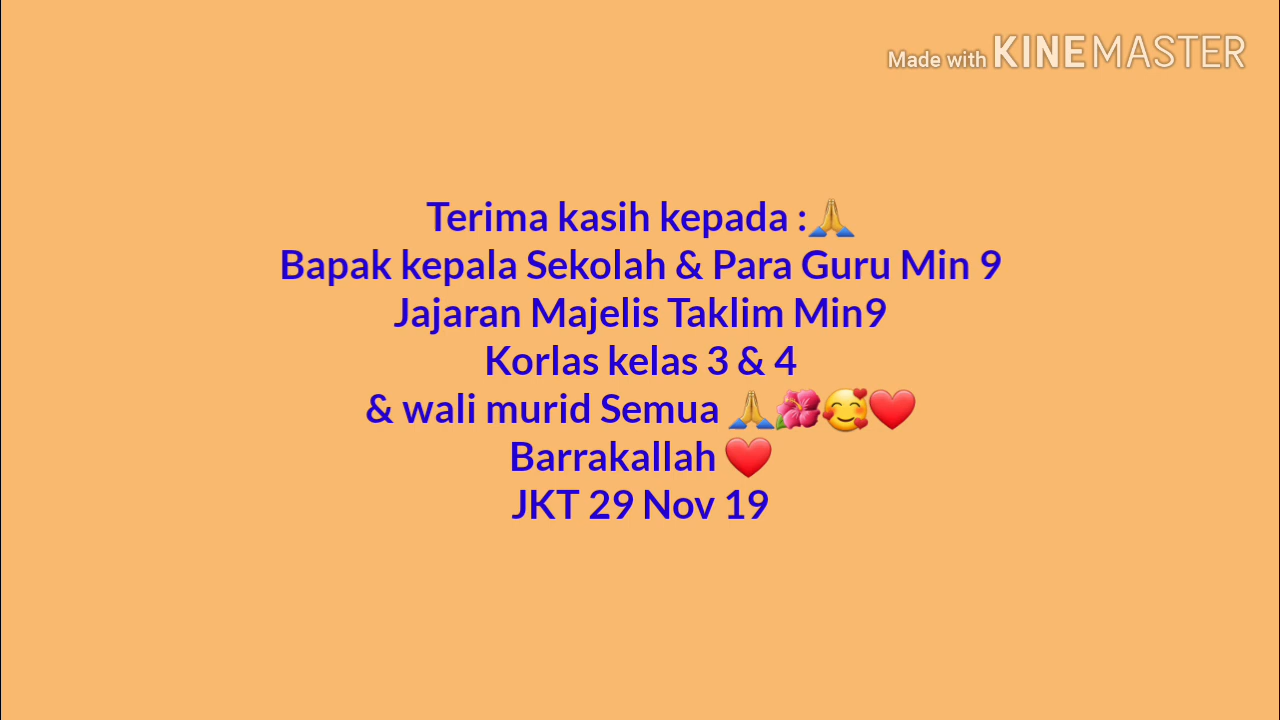 Made with KINEMASTER
Terima kasih kepada :🙏
Bapak kepala Sekolah & Para Guru Min 9
Jajaran Majelis Taklim Min9
Korlas kelas 3 & 4
& wali murid Semua 🙏🌺🥰❤️
Barrakallah ❤️
JKT 29 Nov 19